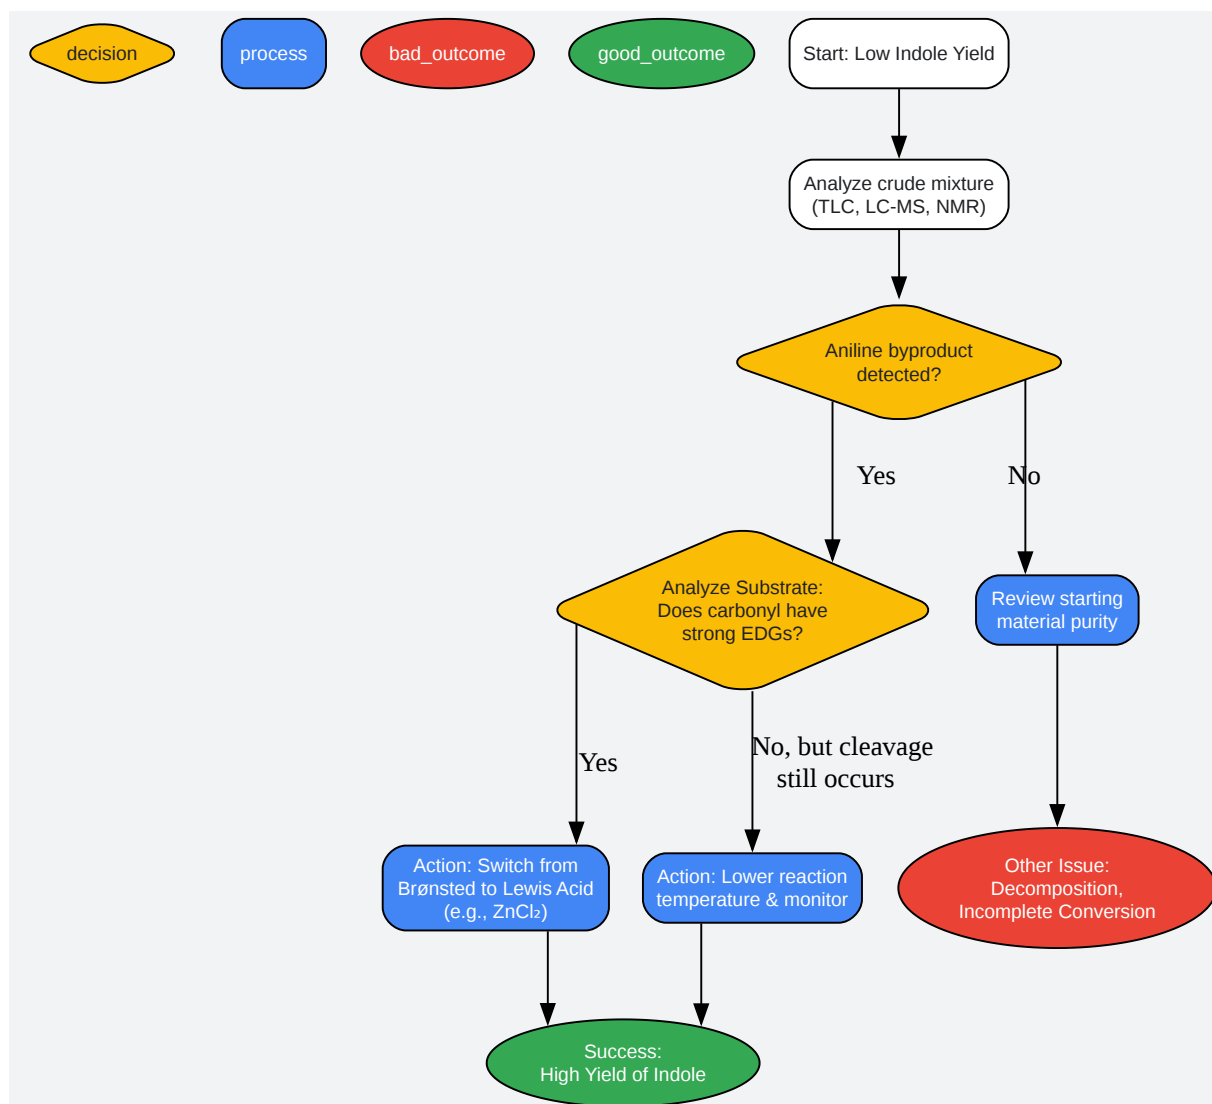 decision
process
bad_outcome
good_outcome
Start: Low Indole Yield
Analyze crude mixture
(TLC, LC-MS, NMR)
Aniline byproduct
detected?
Yes
No
Analyze Substrate:
Does carbonyl have
strong EDGs?
Review starting
material purity
Yes
No, but cleavage
still occurs
Action: Switch from
Brønsted to Lewis Acid
(e.g., ZnCl₂)
Action: Lower reaction
temperature & monitor
Other Issue:
Decomposition,
Incomplete Conversion
Success:
High Yield of Indole